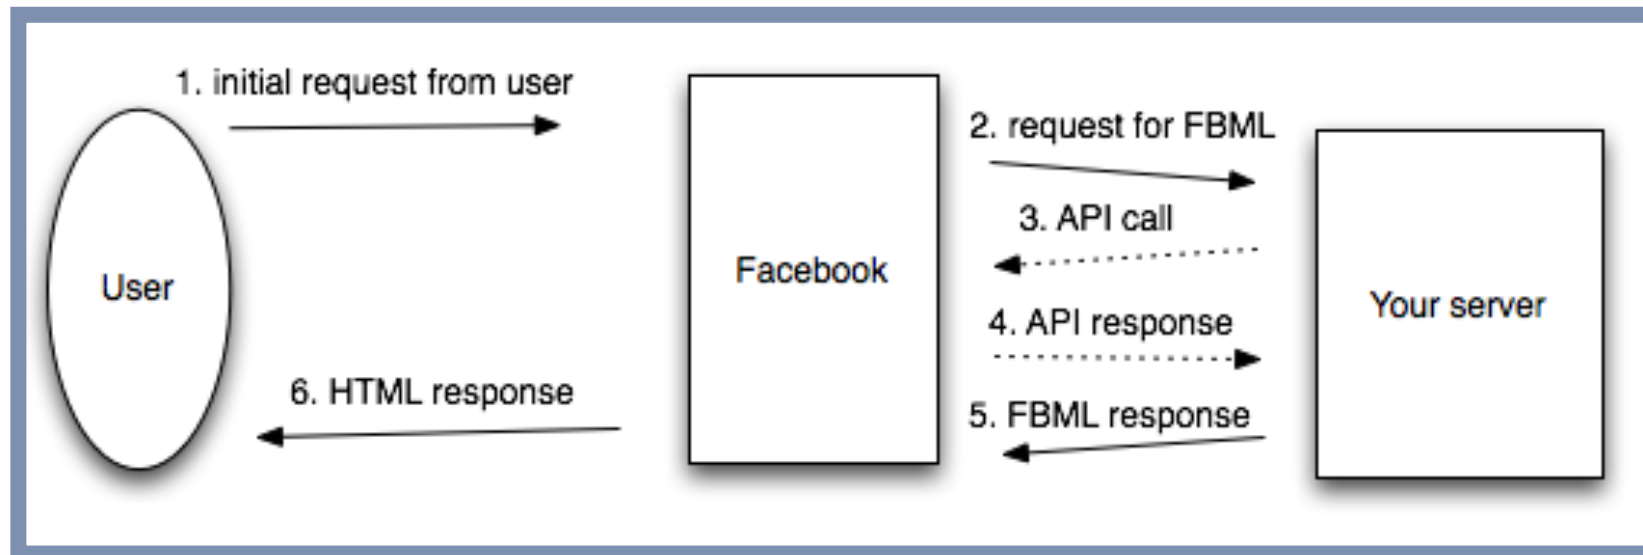 1. initial request from user
2. request for FBML
3. API call
Facebook
User
Your server
4. API response
6. HTML response
5. FBML response